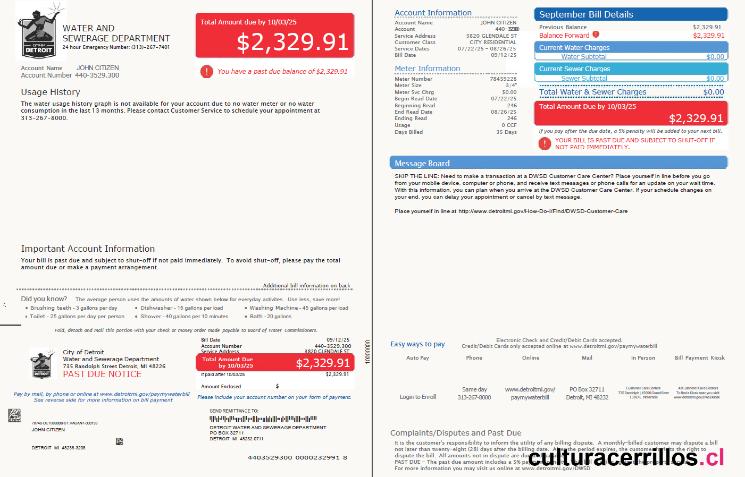 WATER AND
SEWERAGE DEPARTMENT
24 hour Emergency Number: (313)-267-7401
DETROIT
Account Name JOHN CITIZEN
Account Number 440-3529.300
Total Amount due by 10/03/25
$2,329.91
! You have a past due balance of $2,329.91
Usage History
The water usage history graph is not available for your account due to no water meter or no water
consumption in the last 13 months. Please contact Customer Service to schedule your appointment at
313-267-8000.
Important Account Information
Your bill is past due and subject to shut-off if not paid immediately. To avoid shut-off, please pay the total
amount due or make a payment arrangement
Additional bill information on back
Did you know? The average person uses the amounts of water shown below for everyday activities. Use less, save more!
• Brushing teeth - 3 gallons per day • Dishwasher - 16 gallons per load • Washing Machine - 45 gallons per load
• Toilet - 25 gallons per day per person • Shower - 40 gallons per 10 minutes • Bath - 20 gallons
Fold, detach and mail this portion with your check or money order made payable to Board of Water Commissioners.
City of Detroit
Water and Sewerage Department
735 Randolph Street Detroit, MI 48226
PAST DUE NOTICE
DETROIT
Bill Date 09/12/25
Account Number 440-3529.300
Service Address 8820 GLENDALE ST
Total Amount Due
by 10/03/25 $2,329.91
If paid after 10/03/25 $2,329.91
Amount Enclosed $
Pay by mail, by phone or online at www.detroitmi.gov/paymywaterbill
See reverse side for more information on bill payment
Please include your account number on your form of payment.
JOHN CITIZEN
DETROIT MI 48238-3238
SEND REMITTANCE TO:
DETROIT WATER AND SEWERAGE DEPARTMENT
PO BOX 32711
DETROIT MI 48232-0711
4403529300 0000232991 8
Account Information
Account Name JOHN CITIZEN
Account 440
Service Address 8820 GLENDALE ST
Customer Class CITY RESIDENTIAL
Service Dates 07/22/25 - 08/26/25
Bill Date 09/12/25
Meter Information
Meter Number 78455228
Meter Size 3/4"
Meter Svc Chrg $0.00
Begin Read Date 07/22/25
Beginning Read 246
End Read Date 08/26/25
Ending Read 246
Usage 0 CCF
Days Billed 35 Days
September Bill Details
Previous Balance $2,329.91
Balance Forward ! $2,329.91
Current Water Charges
Water Subtotal $0.00
Current Sewer Charges
Sewer Subtotal $0.00
Total Water & Sewer Charges $0.00
Total Amount Due by 10/03/25
$2,329.91
If you pay after the due date, a 5% penalty will be added to your next bill.
! YOUR BILL IS PAST DUE AND SUBJECT TO SHUT-OFF IF
NOT PAID IMMEDIATELY.
Message Board
SKIP THE LINE: Need to make a transaction at a DWSD Customer Care Center? Place yourself in line before you go
from your mobile device, computer or phone, and receive text messages or phone calls for an update on your wait time.
With this information, you can plan when you arrive at the DWSD Customer Care Center. If your schedule changes on
your end, you can delay your appointment or cancel by text message.
Place yourself in line at http://www.detroitmi.gov/How-Do-I/Find/DWSD-Customer-Care
Easy ways to pay
Electronic Check and Credit/Debit Cards accepted.
Credit/Debit Cards only accepted online at www.detroitmi.gov/paymywaterbill
Auto Pay Phone Online Mail In Person Bill Payment Kiosk
Login to Enroll
Same day
313-267-8000
www.detroitmi.gov/
paymywaterbill
PO Box 32711
Detroit, MI 48232
Complaints/Disputes and Past Due
It is the customer's responsibility to inform the utility of any billing dispute. A monthly-billed customer may dispute a bill
not later than twenty-eight (28) days after the billing date.
dispute the bill. All amounts not in dispute are
PAST DUE - The past due amount includes a 5%
For more information you may visit us online at www.detroitmi.gov/DWSD
culturacerrillos.cl